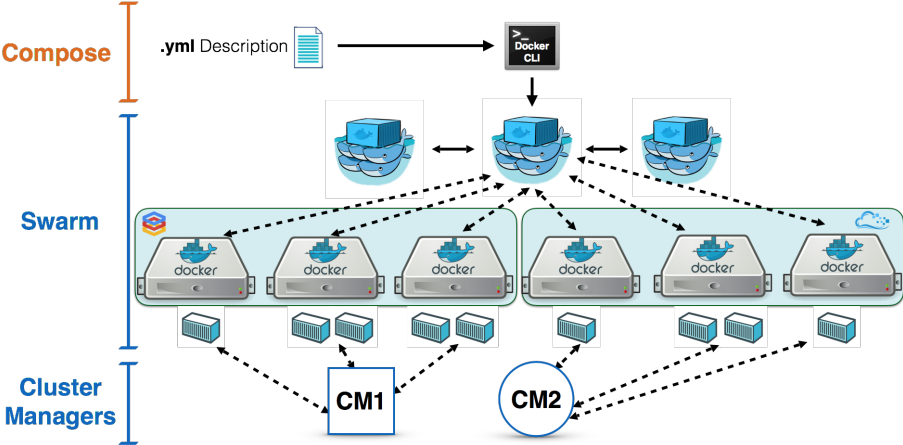 Compose
.yml Description
>_
Docker
CLI
Swarm
docker
docker
docker
docker
docker
docker
Cluster
Managers
CM1
CM2